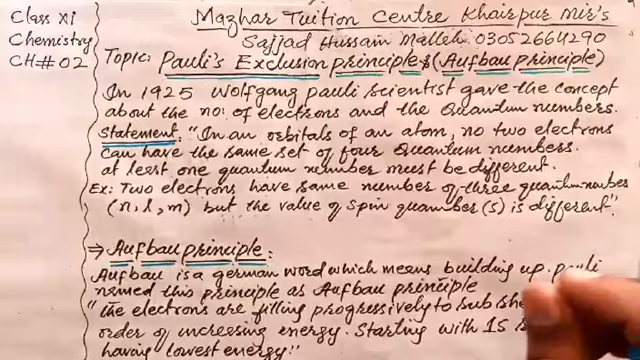 Class XI
Chemistry
CH# 02
Mazhar Tuition Centre Khairpur Mir's
Sajjad Hussain Malleh 03052664290
Topic: Pauli's Exclusion principle & (Aufbau principle)
In 1925 Wolfgang pauli scientist gave the concept
about the no: of electrons and the Quantum numbers.
Statement: "In an orbitals of an atom, no two electrons
can have the same set of four Quantum numbers.
at least one quantum number must be different.
Ex: Two electrons have same number of three quantum numbers
(n, l, m) but the value of spin quamber (s) is different".
⇒ Aufbau principle:
Aufbau is a german word which means building up. pauli
named this principle as Aufbau principle
"the electrons are filling progressively to sub she
order of increasing energy. Starting with 1S
having lowest energy!"